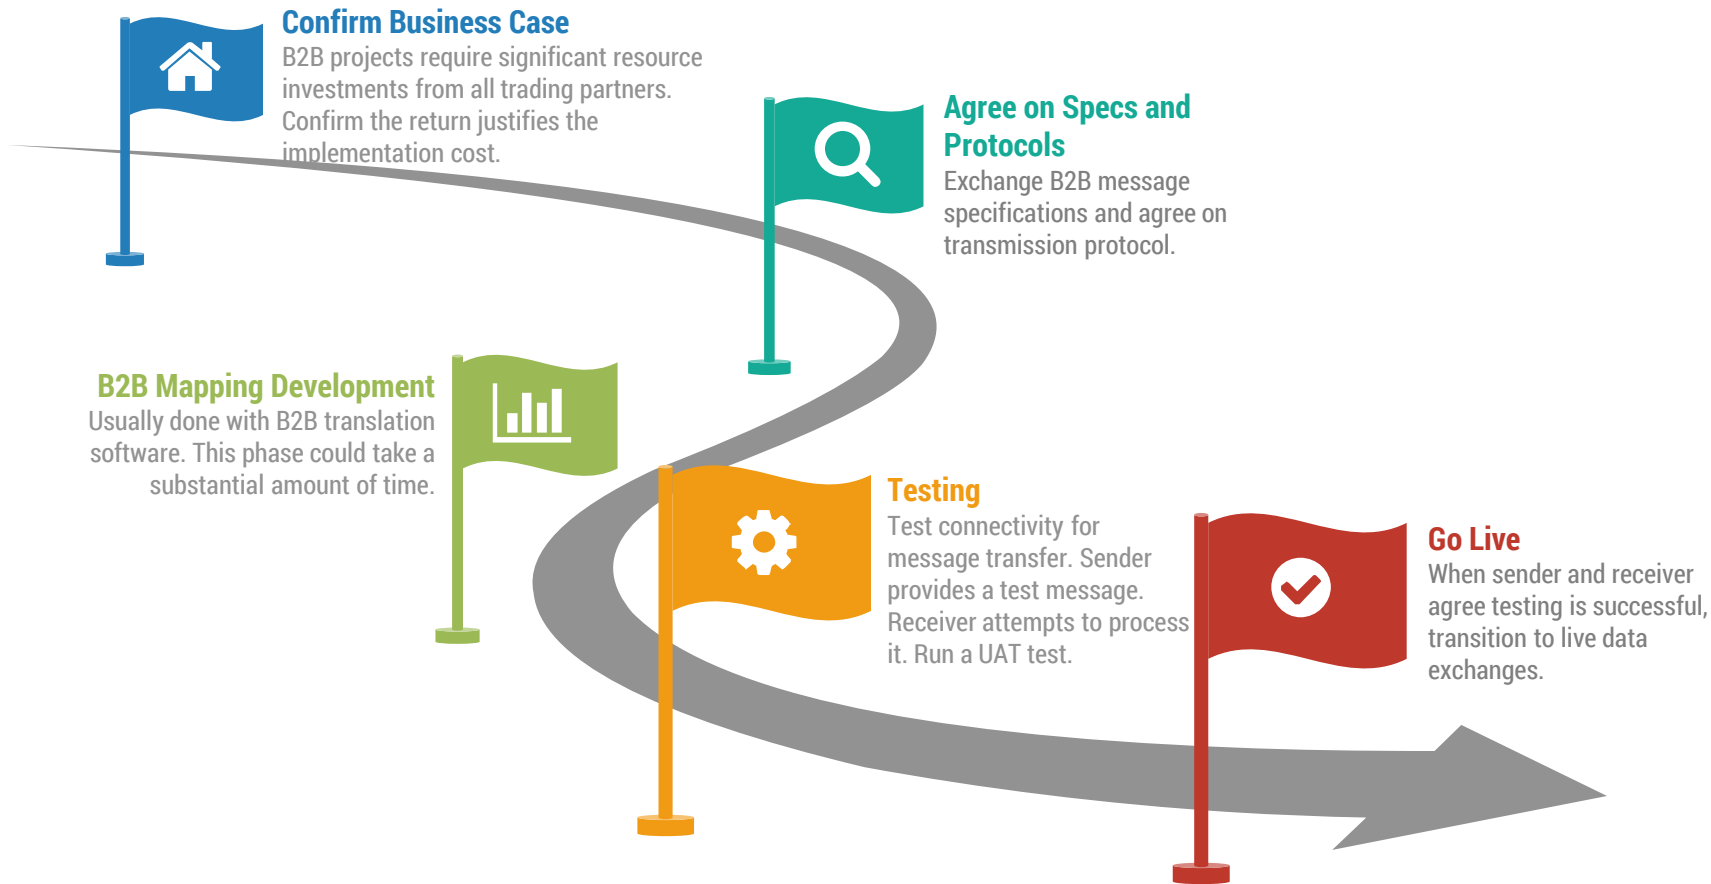 Confirm Business Case
B2B projects require significant resource
investments from all trading partners.
Confirm the return justifies the
implementation cost.
Agree on Specs and
Protocols
Exchange B2B message
specifications and agree on
transmission protocol.
B2B Mapping Development
Usually done with B2B translation
software. This phase could take a
substantial amount of time.
Testing
Test connectivity for
message transfer. Sender
provides a test message.
Receiver attempts to process
it. Run a UAT test.
Go Live
When sender and receiver
agree testing is successful,
transition to live data
exchanges.